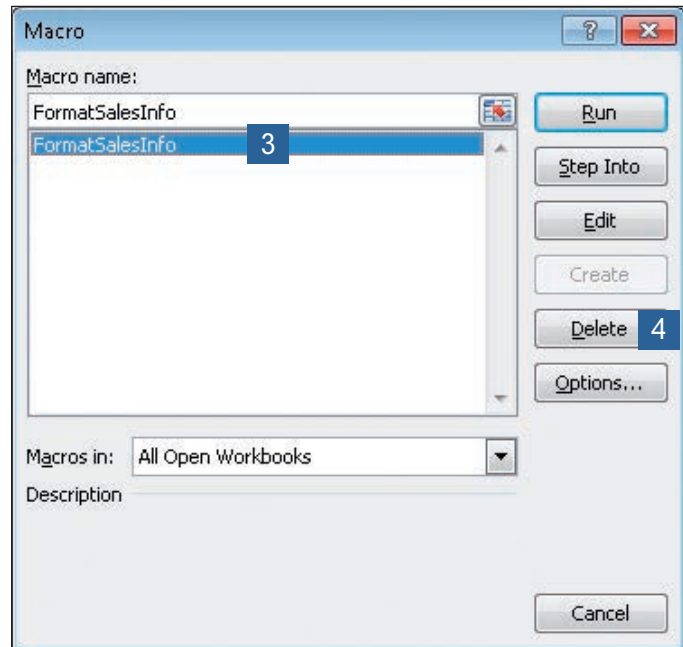 Macro
Macro name:
FormatSalesInfo
FormatSalesInfo 3
Run
Step Into
Edit
Create
Delete 4
Options...
Macros in: All Open Workbooks
Description
Cancel